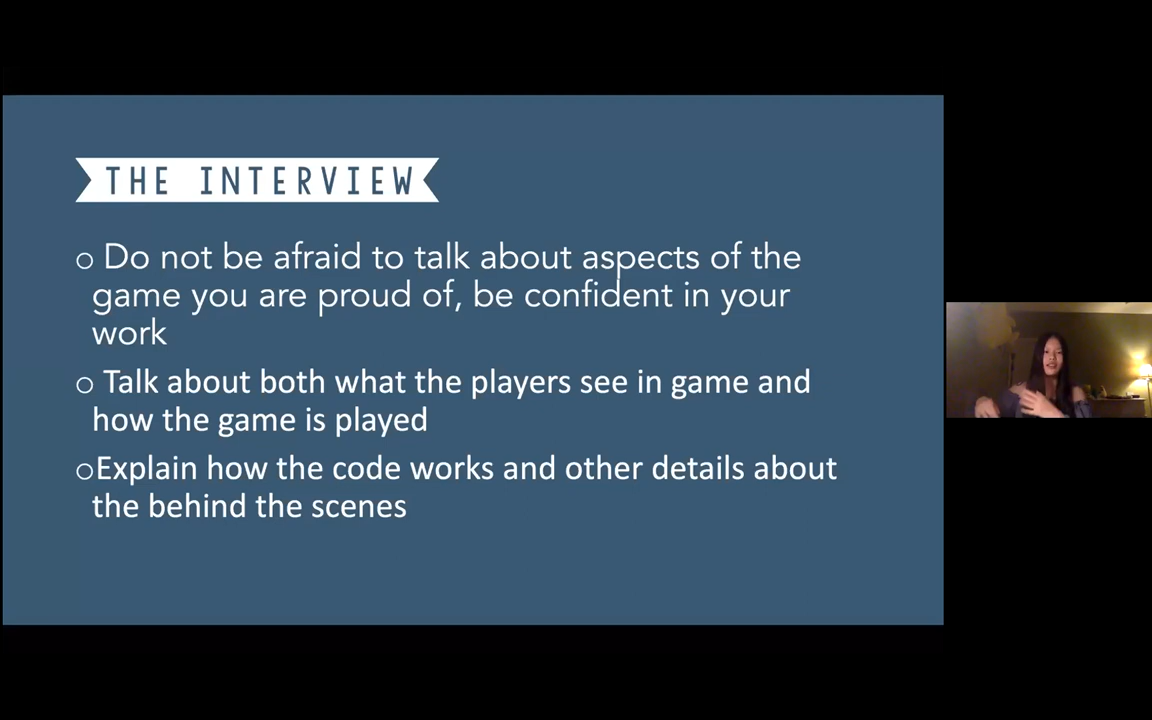 THE INTERVIEW
o Do not be afraid to talk about aspects of the
game you are proud of, be confident in your
work
o Talk about both what the players see in game and
how the game is played
oExplain how the code works and other details about
the behind the scenes